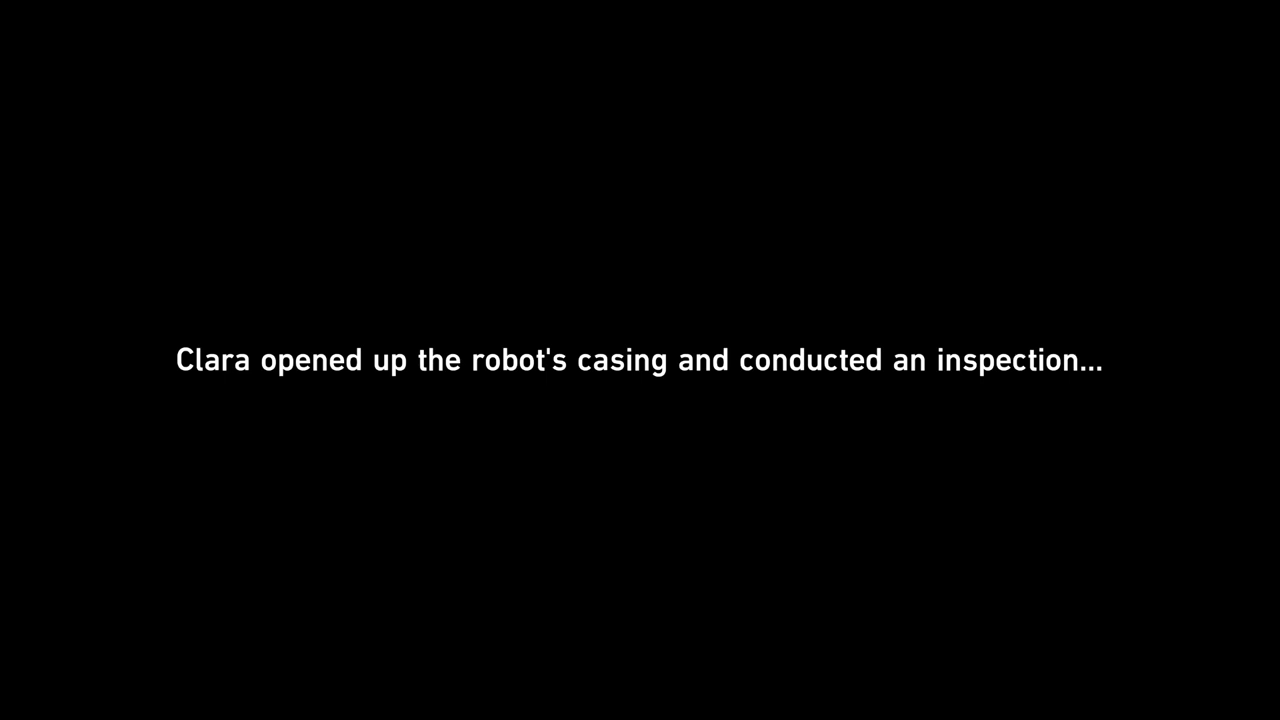 Clara opened up the robot's casing and conducted an inspection...